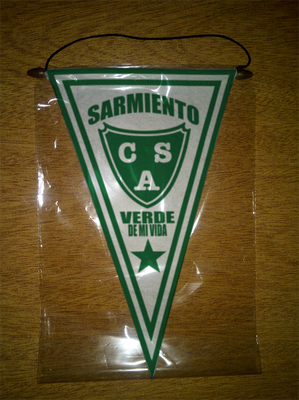 SARMIENTO
C S
A
VERDE
DE MI VIDA